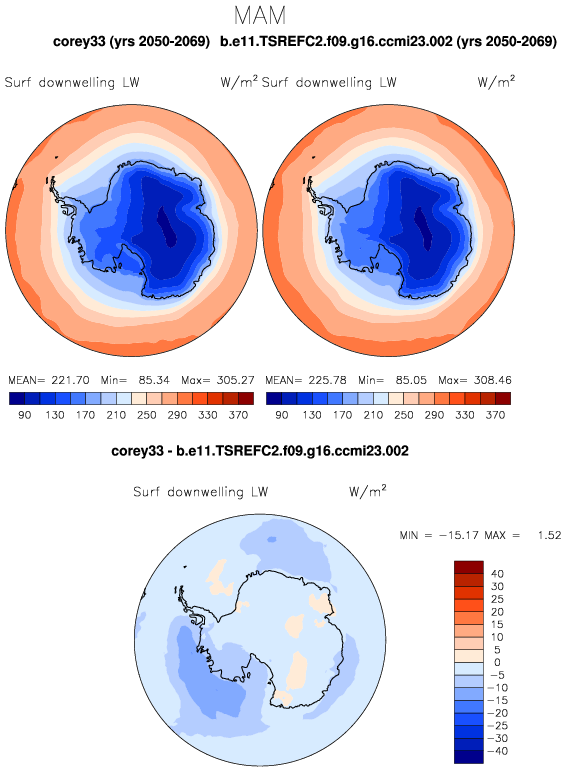 MAM
corey33 (yrs 2050-2069) b.e11.TSREFC2.f09.g16.ccmi23.002 (yrs 2050-2069)
Surf downwelling LW W/m² Surf downwelling LW W/m²
MEAN= 221.70 Min= 85.34 Max= 305.27 MEAN= 225.78 Min= 85.05 Max= 308.46
90 130 170 210 250 290 330 370 90 130 170 210 250 290 330 370
corey33 - b.e11.TSREFC2.f09.g16.ccmi23.002
Surf downwelling LW W/m²
MIN = −15.17 MAX = 1.52
40
30
25
20
15
10
5
0
−5
−10
−15
−20
−25
−30
−40